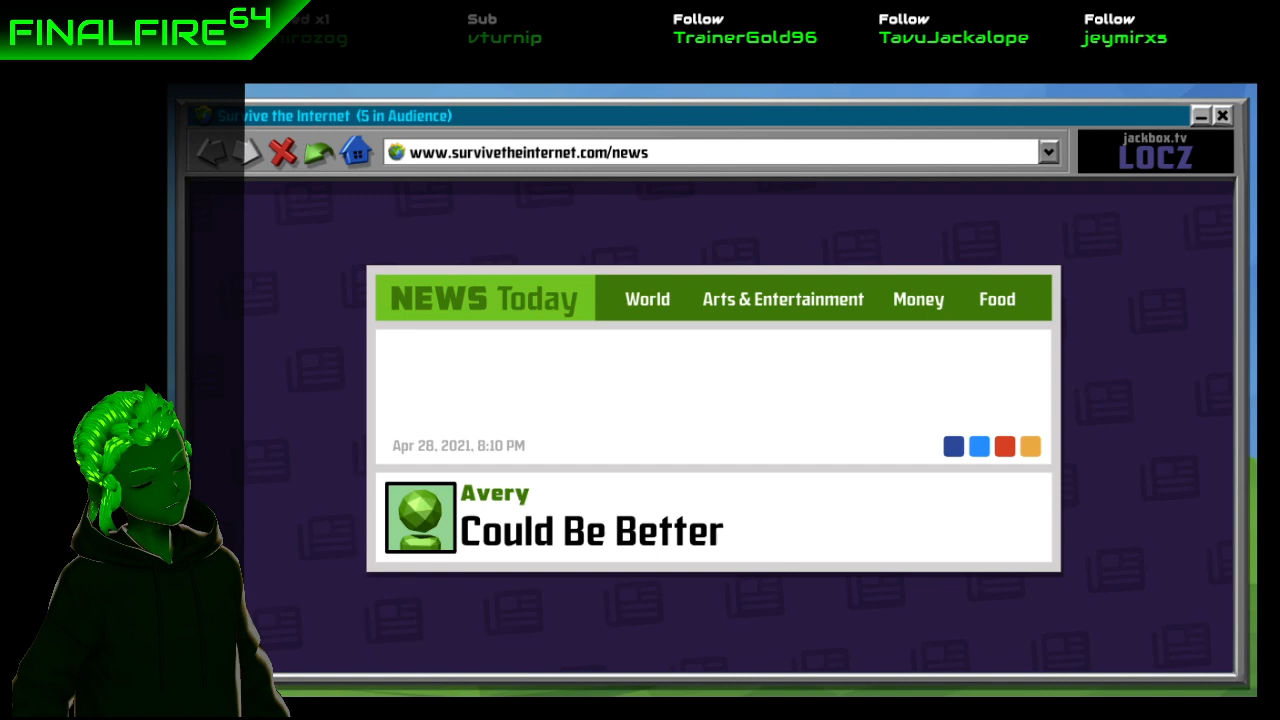 FINALFIRE64
x1
Sub
vturnip
Follow
TrainerGold96
Follow
TavuJackalope
Follow
jeymirxs
Survive the Internet (5 in Audience)
www.survivetheinternet.com/news
jackbox.tv
LOCZ
NEWS Today
World
Arts & Entertainment
Money
Food
Apr 28, 2021, 8:10 PM
Avery
Could Be Better